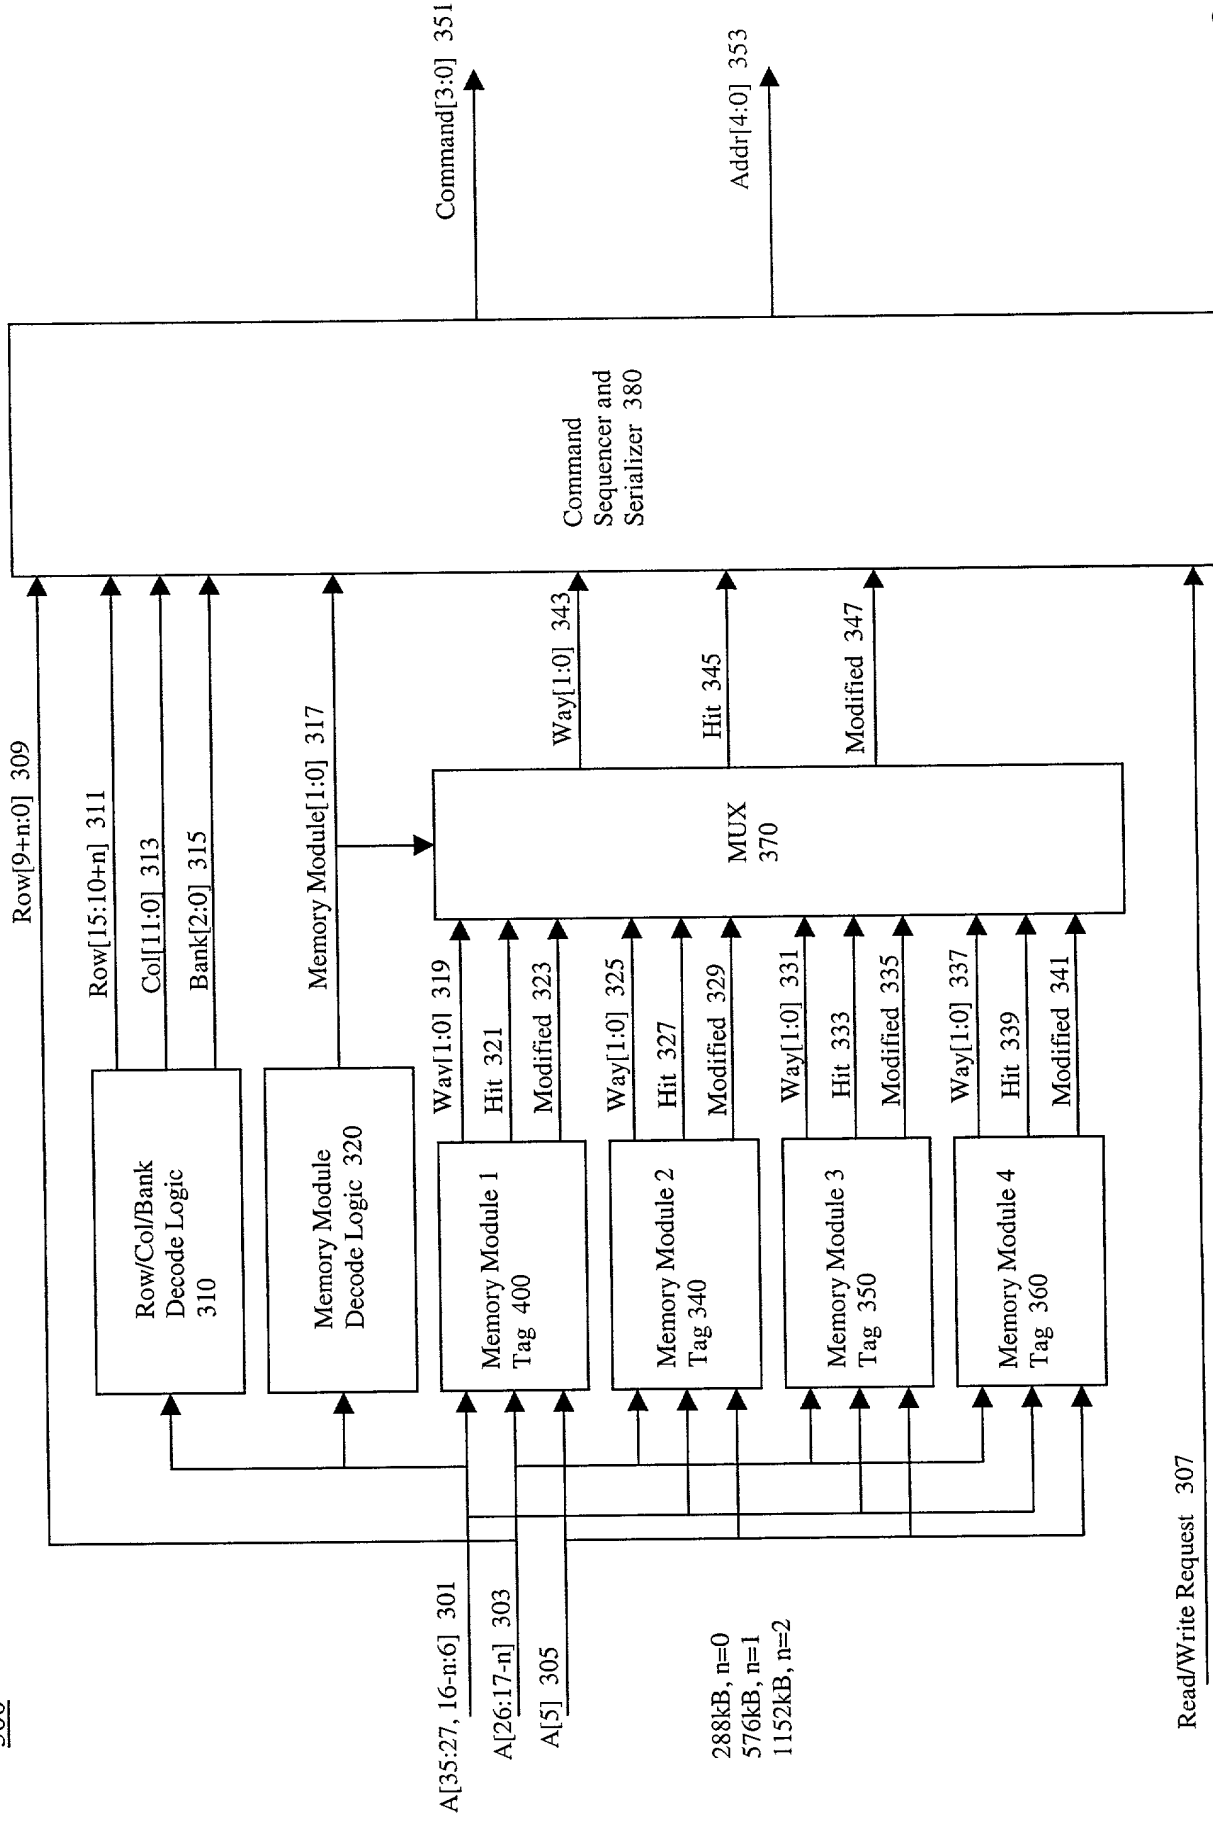 Row[9+n:0] 309
Row[15:10+n] 311
Col[11:0] 313
Bank[2:0] 315
Memory Module[1:0] 317
Row/Col/Bank
Decode Logic
310
Memory Module
Decode Logic 320
Memory Module 1
Tag 400
Memory Module 2
Tag 340
Memory Module 3
Tag 350
Memory Module 4
Tag 360
Way[1:0] 319
Hit 321
Modified 323
Way[1:0] 325
Hit 327
Modified 329
Way[1:0] 331
Hit 333
Modified 335
Way[1:0] 337
Hit 339
Modified 341
MUX
370
Way[1:0] 343
Hit 345
Modified 347
Command
Sequencer and
Serializer 380
Command[3:0] 351
Addr[4:0] 353
A[35:27, 16-n:6] 301
A[26:17-n] 303
A[5] 305
288kB, n=0
576kB, n=1
1152kB, n=2
Read/Write Request 307